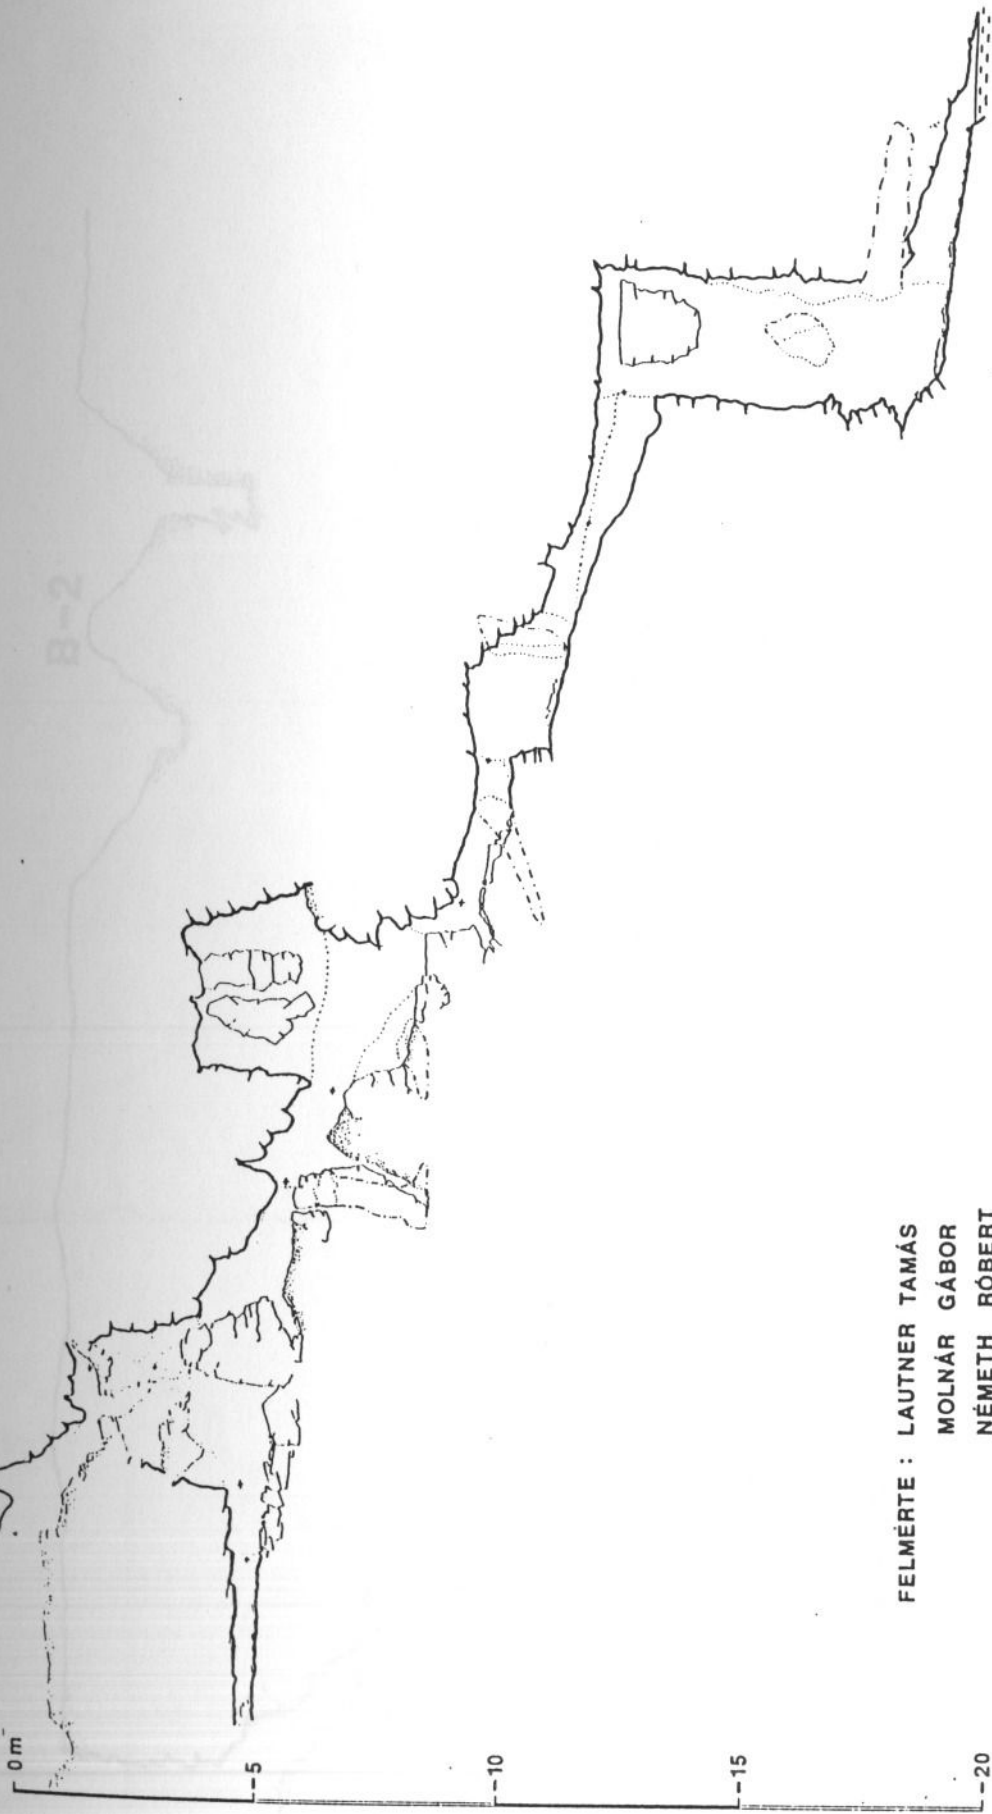 0 m
-5
-10
-15
-20
B-2
FELMÉRTE : LAUTNER TAMÁS
MOLNÁR GÁBOR
NÉMETH RÓBERT